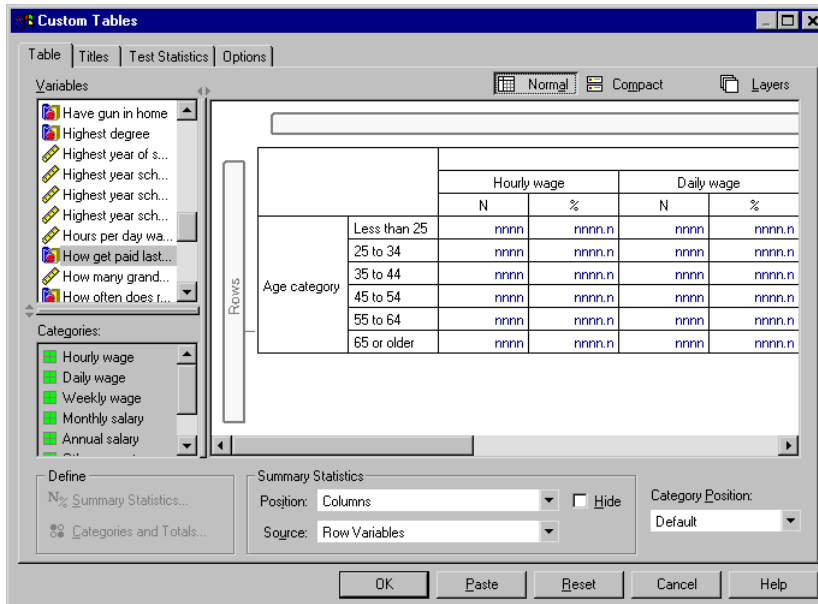 Custom Tables
Table Titles Test Statistics Options
Variables
Normal Compact Layers
Have gun in home
Highest degree
Highest year of s...
Highest year sch...
Highest year sch...
Highest year sch...
Hours per day wa...
How get paid last...
How many grand...
How often does r...
Categories:
Hourly wage
Daily wage
Weekly wage
Monthly salary
Annual salary
Rows
Hourly wage Daily wage
N % N %
Age category
Less than 25 nnnn nnnn.n nnnn nnnn.n
25 to 34 nnnn nnnn.n nnnn nnnn.n
35 to 44 nnnn nnnn.n nnnn nnnn.n
45 to 54 nnnn nnnn.n nnnn nnnn.n
55 to 64 nnnn nnnn.n nnnn nnnn.n
65 or older nnnn nnnn.n nnnn nnnn.n
Define
N% Summary Statistics...
Categories and Totals...
Summary Statistics
Position: Columns Hide
Source: Row Variables
Category Position:
Default
OK Paste Reset Cancel Help